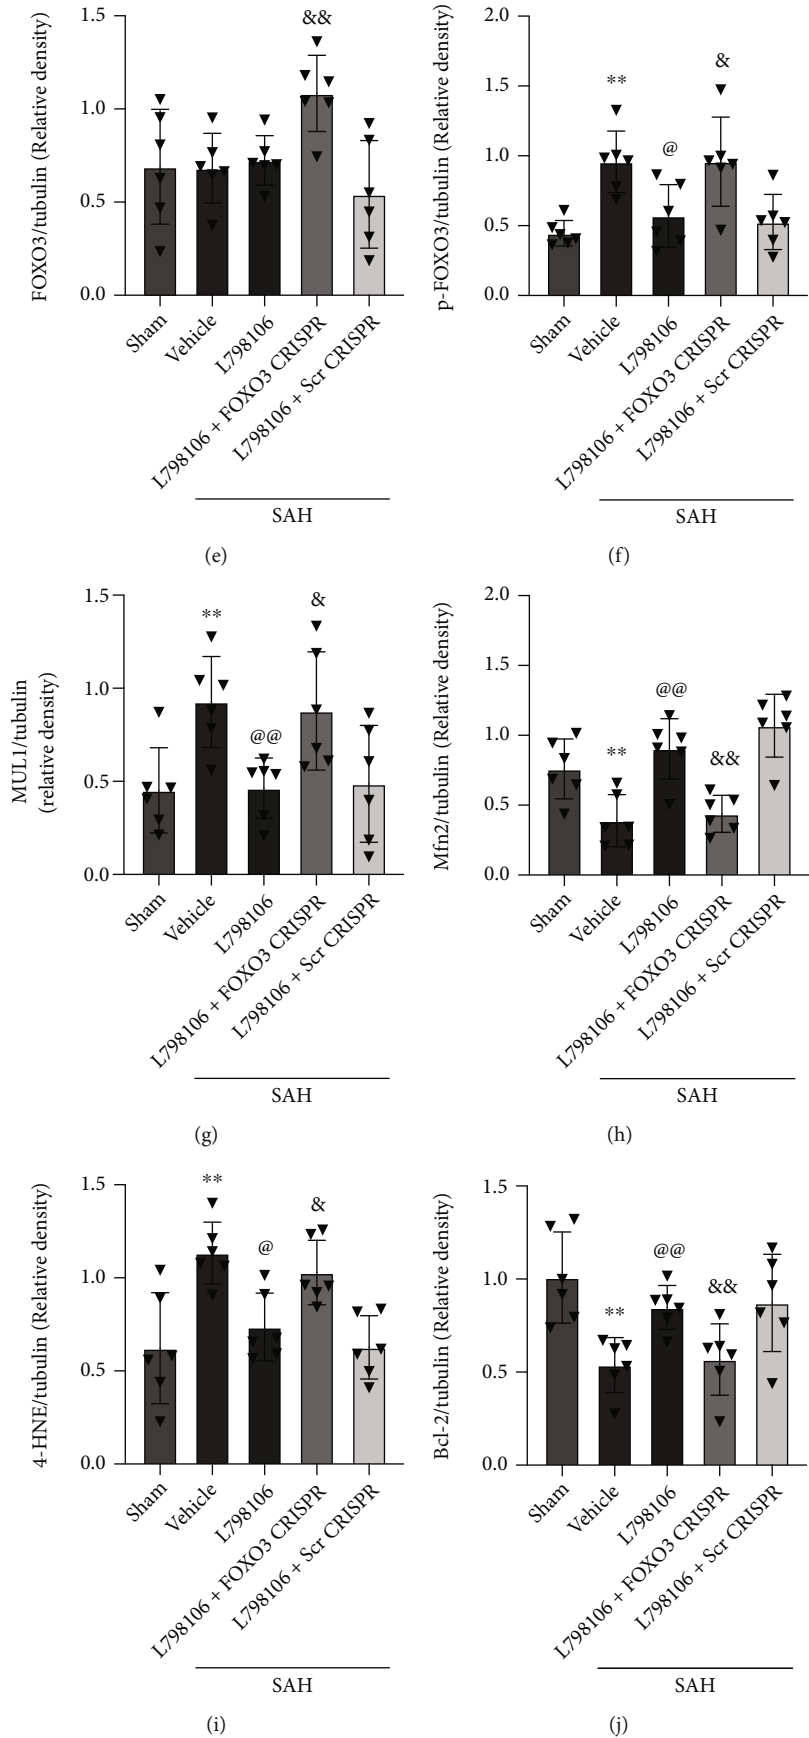 FOXO3/tubulin (Relative density)
1.5
1.0
0.5
0.0
&&
Sham
Vehicle
L798106
L798106 + FOXO3 CRISPR
L798106 + Scr CRISPR
SAH
(e)
p-FOXO3/tubulin (Relative density)
2.0
1.5
1.0
0.5
0.0
**
@
&
Sham
Vehicle
L798106
L798106 + FOXO3 CRISPR
L798106 + Scr CRISPR
SAH
(f)
MUL1/tubulin
(relative density)
1.5
1.0
0.5
0.0
**
@@
&
Sham
Vehicle
L798106
L798106 + FOXO3 CRISPR
L798106 + Scr CRISPR
SAH
(g)
Mfn2/tubulin (Relative density)
2.0
1.5
1.0
0.5
0.0
**
@@
&&
Sham
Vehicle
L798106
L798106 + FOXO3 CRISPR
L798106 + Scr CRISPR
SAH
(h)
4-HNE/tubulin (Relative density)
1.5
1.0
0.5
0.0
**
@
&
Sham
Vehicle
L798106
L798106 + FOXO3 CRISPR
L798106 + Scr CRISPR
SAH
(i)
Bcl-2/tubulin (Relative density)
1.5
1.0
0.5
0.0
**
@@
&&
Sham
Vehicle
L798106
L798106 + FOXO3 CRISPR
L798106 + Scr CRISPR
SAH
(j)